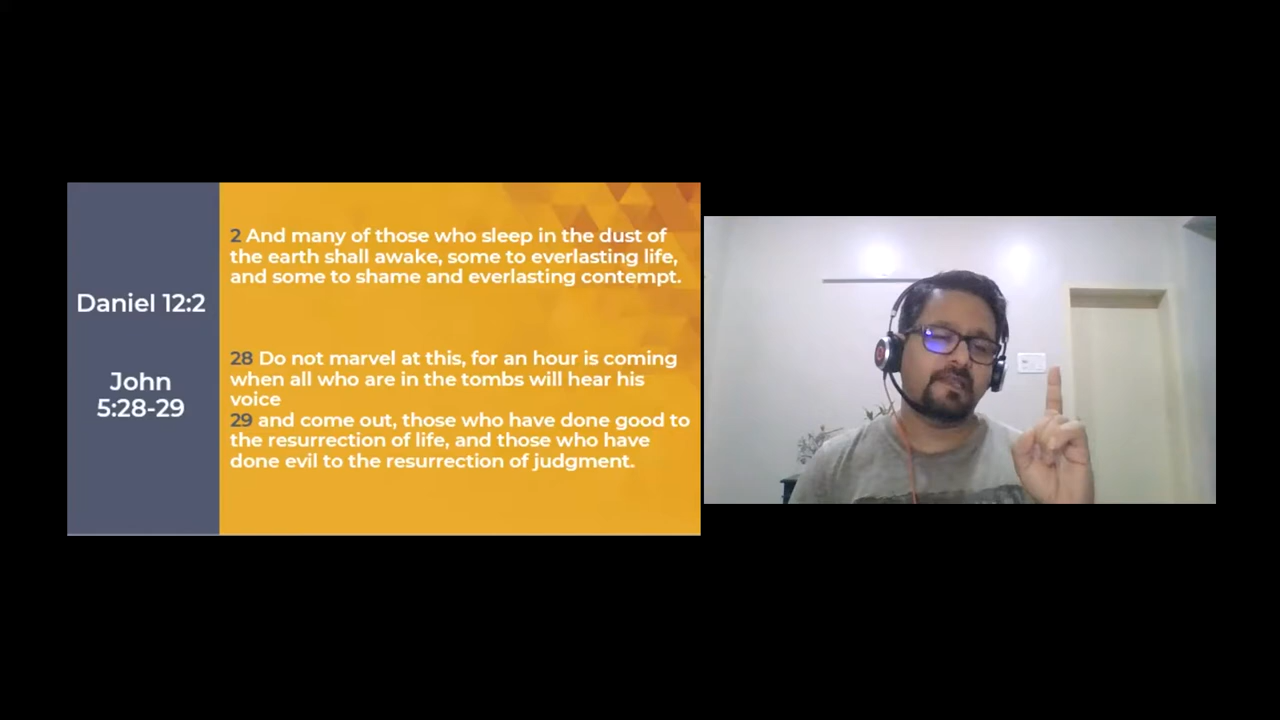 Daniel 12:2
John
5:28-29
2 And many of those who sleep in the dust of
the earth shall awake, some to everlasting life,
and some to shame and everlasting contempt.
28 Do not marvel at this, for an hour is coming
when all who are in the tombs will hear his
voice
29 and come out, those who have done good to
the resurrection of life, and those who have
done evil to the resurrection of judgment.